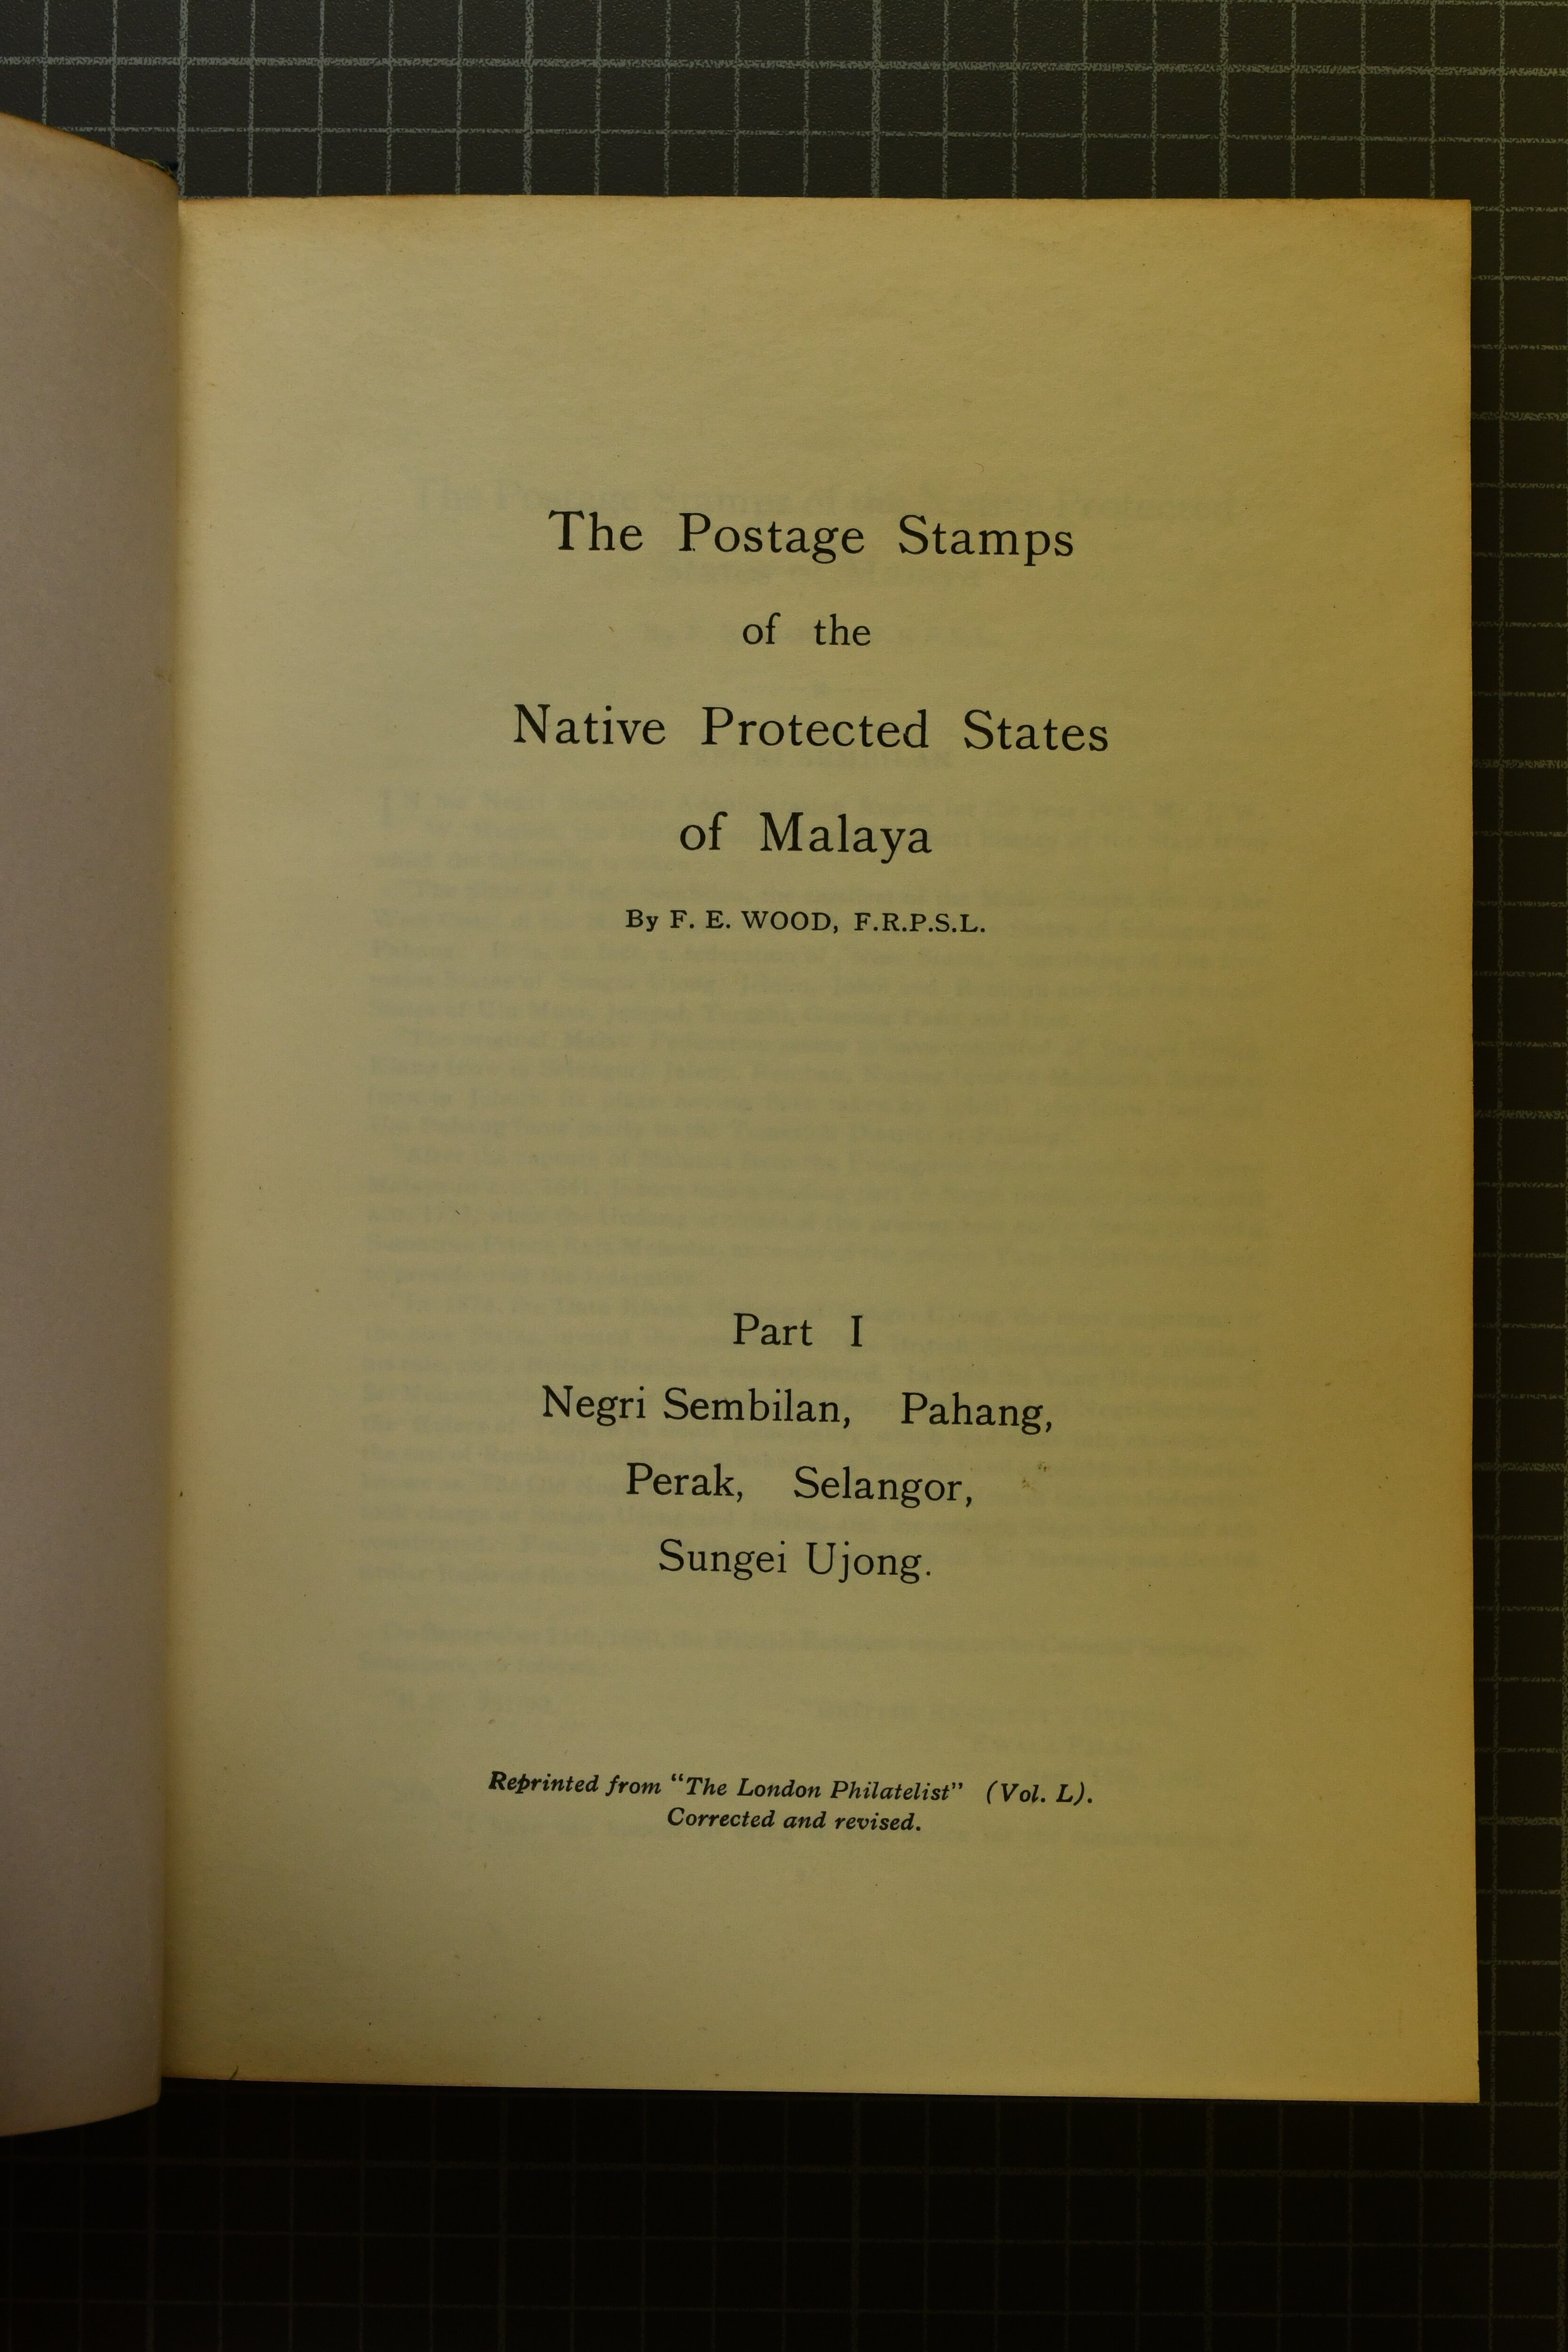 The Postage Stamps
of the
Native Protected States
of Malaya
By F. E. WOOD, F.R.P.S.L.
Part I
Negri Sembilan, Pahang,
Perak, Selangor,
Sungei Ujong.
Reprinted from “The London Philatelist” (Vol. L).
Corrected and revised.